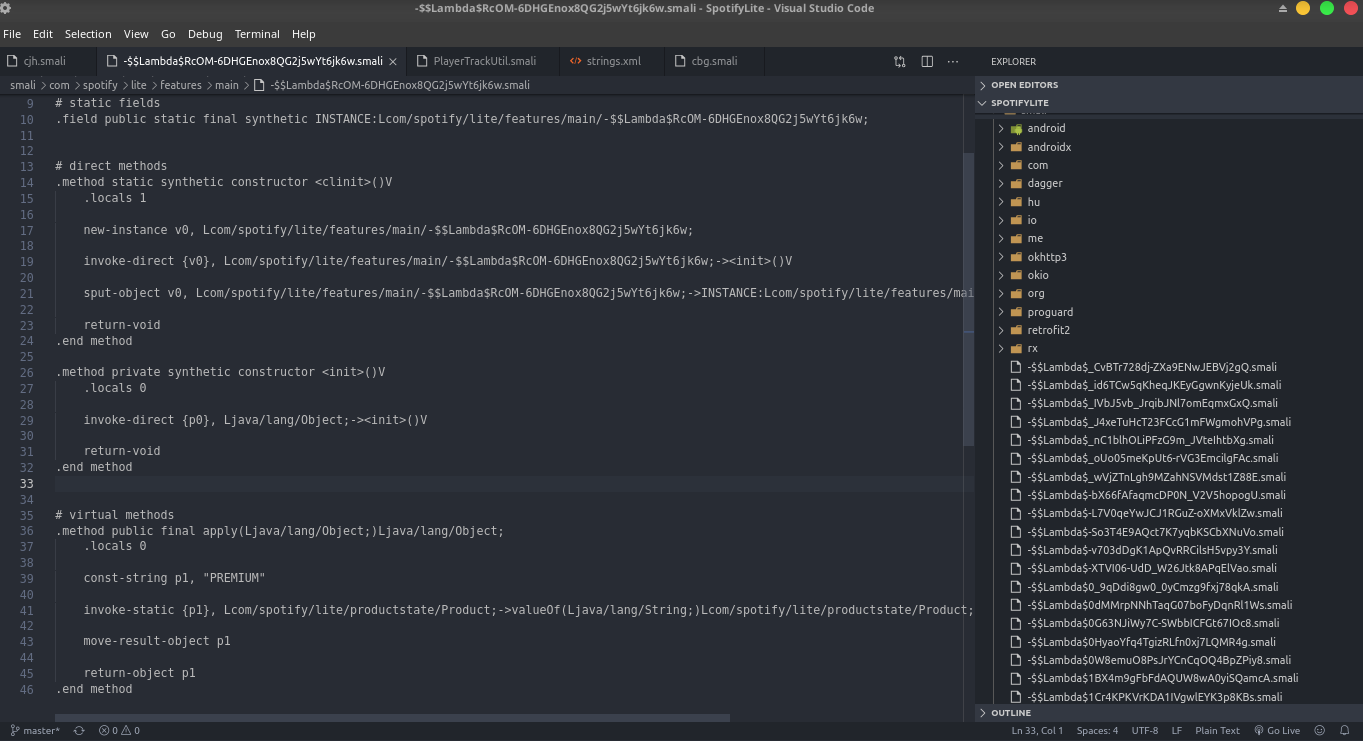 -$$Lambda$RcOM-6DHGEnox8QG2j5wYt6jk6w.smali - SpotifyLite - Visual Studio Code
File Edit Selection View Go Debug Terminal Help
cjh.smali -$$Lambda$RcOM-6DHGEnox8QG2j5wYt6jk6w.smali PlayerTrackUtil.smali strings.xml cbg.smali
smali > com > spotify > lite > features > main > -$$Lambda$RcOM-6DHGEnox8QG2j5wYt6jk6w.smali
9 # static fields
10 .field public static final synthetic INSTANCE:Lcom/spotify/lite/features/main/-$$Lambda$RcOM-6DHGEnox8QG2j5wYt6jk6w;
11
12
13 # direct methods
14 .method static synthetic constructor <clinit>()V
15 .locals 1
16
17 new-instance v0, Lcom/spotify/lite/features/main/-$$Lambda$RcOM-6DHGEnox8QG2j5wYt6jk6w;
18
19 invoke-direct {v0}, Lcom/spotify/lite/features/main/-$$Lambda$RcOM-6DHGEnox8QG2j5wYt6jk6w;-><init>()V
20
21 sput-object v0, Lcom/spotify/lite/features/main/-$$Lambda$RcOM-6DHGEnox8QG2j5wYt6jk6w;->INSTANCE:Lcom/spotify/lite/features/mai
22
23 return-void
24 .end method
25
26 .method private synthetic constructor <init>()V
27 .locals 0
28
29 invoke-direct {p0}, Ljava/lang/Object;-><init>()V
30
31 return-void
32 .end method
33
34
35 # virtual methods
36 .method public final apply(Ljava/lang/Object;)Ljava/lang/Object;
37 .locals 0
38
39 const-string p1, "PREMIUM"
40
41 invoke-static {p1}, Lcom/spotify/lite/productstate/Product;->valueOf(Ljava/lang/String;)Lcom/spotify/lite/productstate/Product;
42
43 move-result-object p1
44
45 return-object p1
46 .end method
EXPLORER
OPEN EDITORS
SPOTIFYLITE
android
androidx
com
dagger
hu
io
me
okhttp3
okio
org
proguard
retrofit2
rx
-$$Lambda$_CvBTr728dj-ZXa9ENwJEBVj2gQ.smali
-$$Lambda$_id6TCw5qKheqJKEyGgwnKyjeUk.smali
-$$Lambda$_IVbJ5vb_JrqibJNl7omEqmxGxQ.smali
-$$Lambda$_J4xeTuHcT23FCcG1mFWgmohVPg.smali
-$$Lambda$_nC1blhOLiPFzG9m_JVteIhtbXg.smali
-$$Lambda$_oUo05meKpUt6-rVG3EmcilgFAc.smali
-$$Lambda$_wVjZTnLgh9MZahNSVMdst1Z88E.smali
-$$Lambda$-bX66fAfaqmcDP0N_V2V5hopogU.smali
-$$Lambda$-L7V0qeYwJCJ1RGuZ-oXMxVklZw.smali
-$$Lambda$-So3T4E9AQct7K7yqbKSCbXNuVo.smali
-$$Lambda$-v703dDgK1ApQvRRCilsH5vpy3Y.smali
-$$Lambda$-XTVI06-UdD_W26Jtk8APqElVao.smali
-$$Lambda$0_9qDdi8gw0_0yCmzg9fxj78qkA.smali
-$$Lambda$0dMMrpNNhTaqG07boFyDqnRl1Ws.smali
-$$Lambda$0G63NJiWy7C-SWbbICFGt67IOc8.smali
-$$Lambda$0HyaoYfq4TgizRLfn0xj7LQMR4g.smali
-$$Lambda$0W8emuO8PsJrYCnCqOQ4BpZPiy8.smali
-$$Lambda$1BX4m9gFbFdAQUW8wA0yiSQamcA.smali
-$$Lambda$1Cr4KPKVrKDA1IVgwlEYK3p8KBs.smali
OUTLINE
master* 0 0 Ln 33, Col 1 Spaces: 4 UTF-8 LF Plain Text Go Live